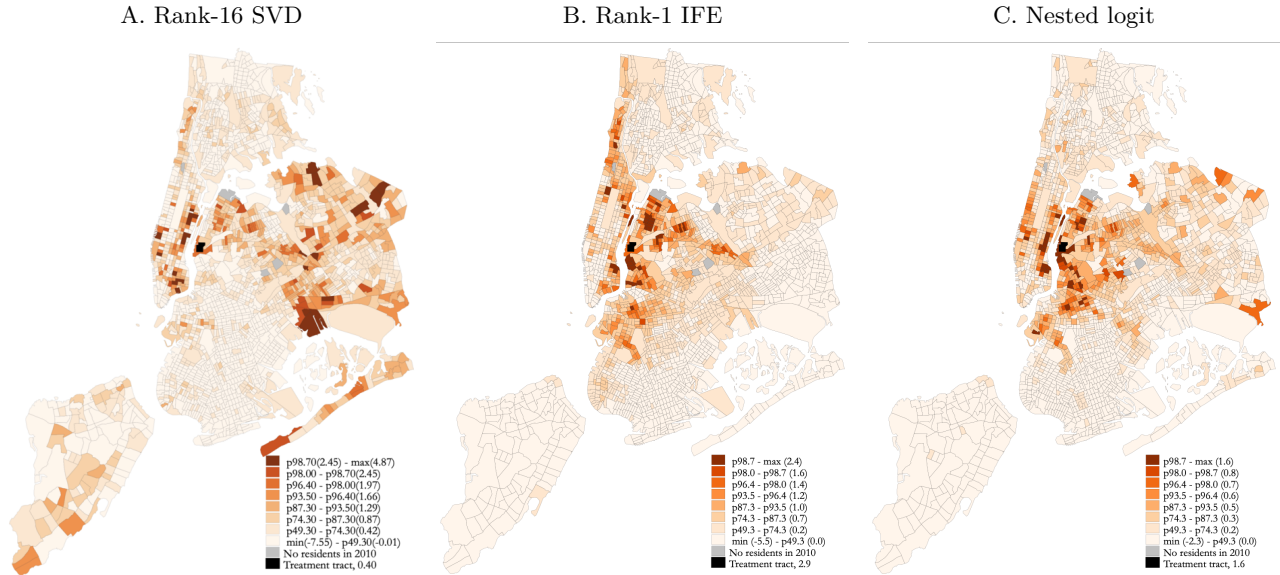 A. Rank-16 SVD
B. Rank-1 IFE
C. Nested logit
p98.70(2.45) - max(4.87)
p98.00 - p98.70(2.45)
p96.40 - p98.00(1.97)
p93.50 - p96.40(1.66)
p87.30 - p93.50(1.29)
p74.30 - p87.30(0.87)
p49.30 - p74.30(0.42)
min(-7.55) - p49.30(-0.01)
No residents in 2010
Treatment tract, 0.40
p98.7 - max (2.4)
p98.0 - p98.7 (1.6)
p96.4 - p98.0 (1.4)
p93.5 - p96.4 (1.2)
p87.3 - p93.5 (1.0)
p74.3 - p87.3 (0.7)
p49.3 - p74.3 (0.2)
min (-5.5) - p49.3 (0.0)
No residents in 2010
Treatment tract, 2.9
p98.7 - max (1.6)
p98.0 - p98.7 (0.8)
p96.4 - p98.0 (0.7)
p93.5 - p96.4 (0.6)
p87.3 - p93.5 (0.5)
p74.3 - p87.3 (0.3)
p49.3 - p74.3 (0.2)
min (-2.3) - p49.3 (0.0)
No residents in 2010
Treatment tract, 1.6